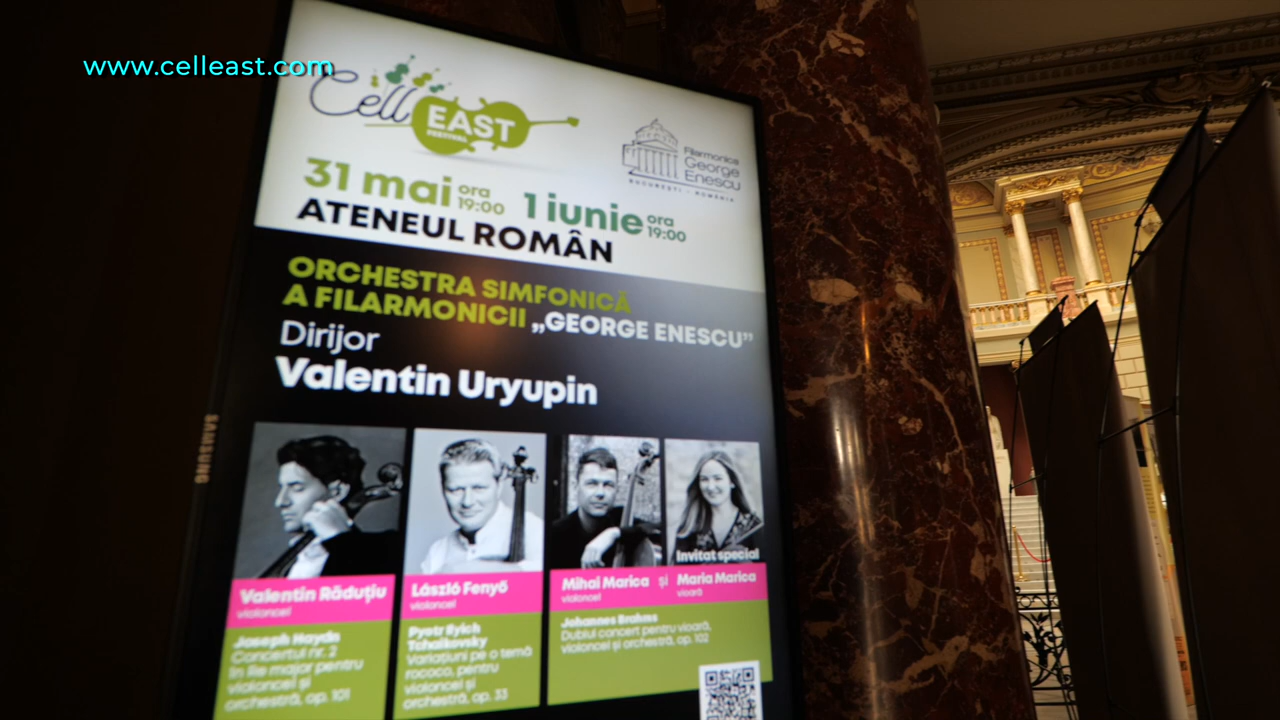 www.celleast.com
Cell EAST
FESTIVAL
Filarmonica
George
Enescu
BUCUREȘTI - ROMÂNIA
31 mai ora 19:00 1 iunie ora 19:00
ATENEUL ROMÂN
ORCHESTRA SIMFONICĂ
A FILARMONICII „GEORGE ENESCU”
Dirijor
Valentin Uryupin
SAMSUNG
Valentin Răduțiu
violoncel
Joseph Haydn
Conciertul nr. 2
în Re major pentru
violoncel și
orchestră, op. 101
László Fenyő
violoncel
Pyotr Ilyich
Tchaikovsky
Variațiuni pe o temă
rococo, pentru
violoncel și
orchestră, op. 33
Invitat special
Mihai Marica și Maria Marica
violoncel vioară
Johannes Brahms
Dublul concert pentru vioară,
violoncel și orchestră, op. 102